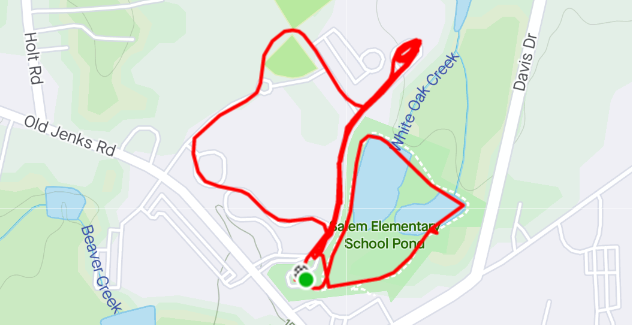 Holt Rd
Old Jenks Rd
Davis Dr
White Oak Creek
Salem Elementary
School Pond
Beaver Creek